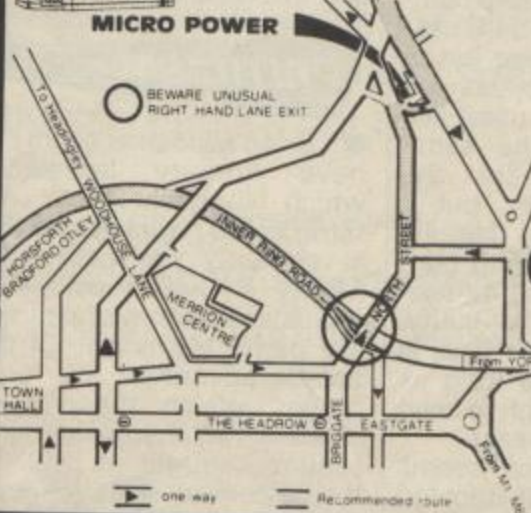 MICRO POWER
BEWARE UNUSUAL
RIGHT HAND LANE EXIT
To Headingley
WOODHOUSE LANE
HORSFORTH
BRADFORD OTLEY
INNER RING ROAD
NORTH
STREET
MERRION
CENTRE
From YOR
TOWN
HALL
THE HEADROW
BRIGGATE
EASTGATE
From M1
one way
Recommended route